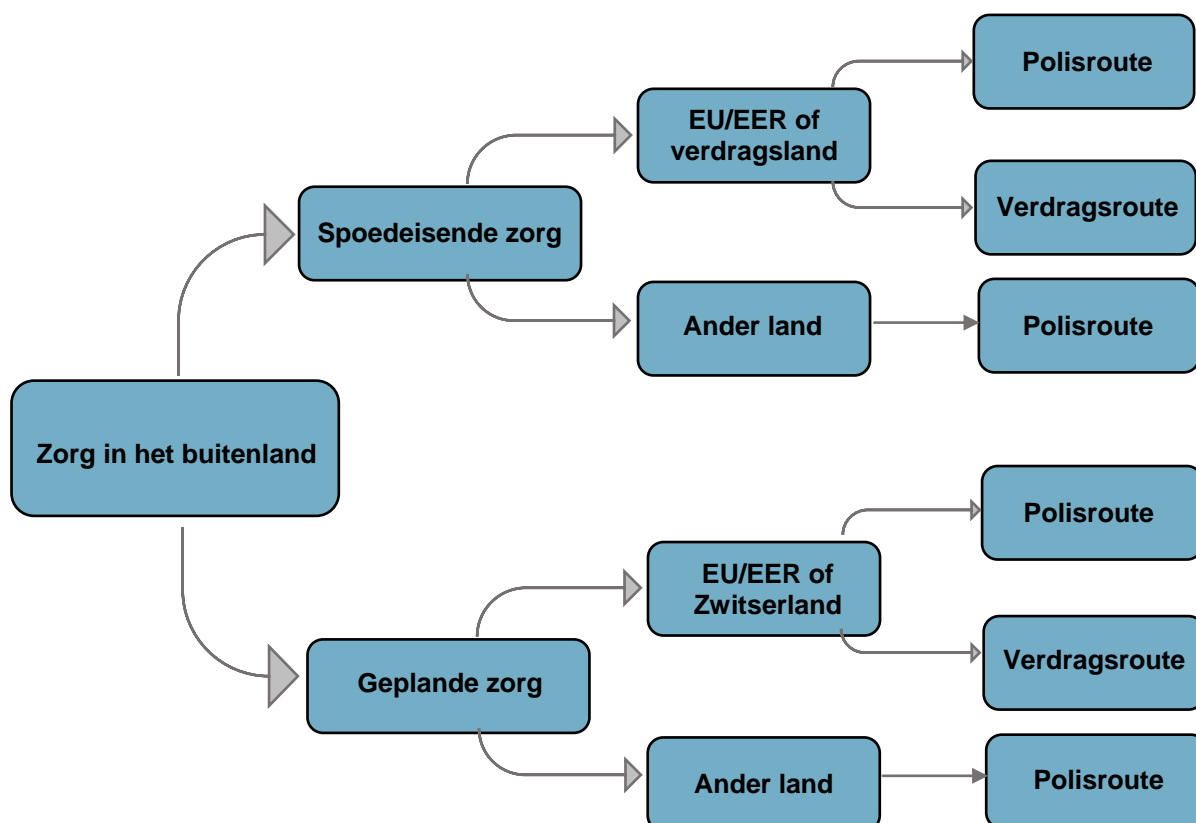 Polisroute
EU/EER of
verdragsland
Verdragsroute
Spoedeisende zorg
Ander land
Polisroute
Zorg in het buitenland
Polisroute
EU/EER of
Zwitserland
Verdragsroute
Geplande zorg
Ander land
Polisroute